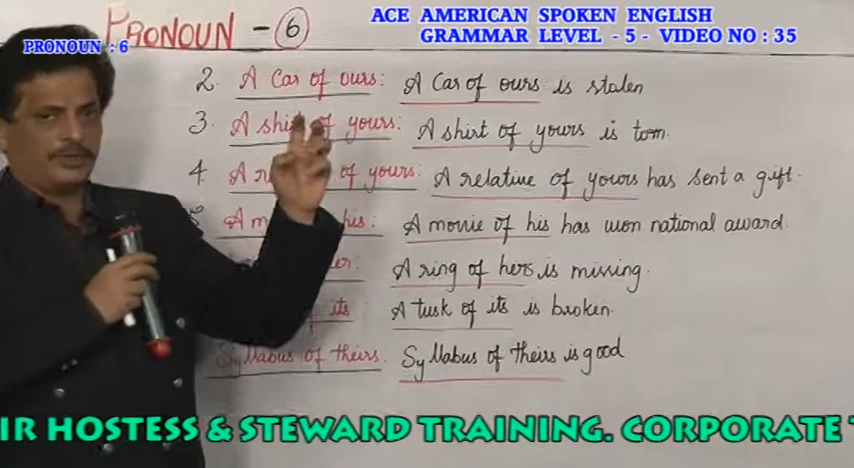 ACE AMERICAN SPOKEN ENGLISH
GRAMMAR LEVEL - 5 - VIDEO NO : 35
PRONOUN - 6
PRONOUN : 6
2. A Car of ours: A Car of ours is stolen
3. A shirt of yours: A shirt of yours is torn.
4. A of yours: A relative of yours has sent a gift.
A his: A movie of his has won national award.
A ring of hers is missing.
its A tusk of its is broken.
Syllabus of theirs: Syllabus of theirs is good
IR HOSTESS & STEWARD TRAINING. CORPORATE